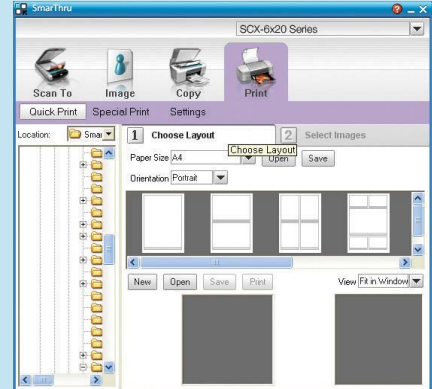 SmarThru
SCX-6x20 Series
Scan To Image Copy Print
Quick Print Special Print Settings
Location: Smar
1 Choose Layout 2 Select Images
Choose Layout
Paper Size A4 Open Save
Orientation Portrait
New Open Save Print View Fit in Window